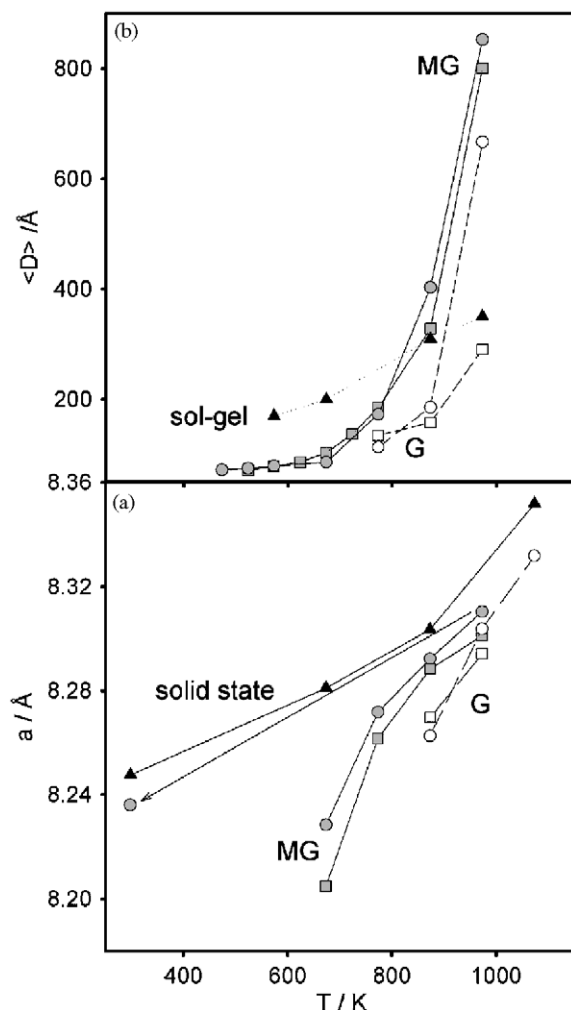 (b)
800
MG
600
<D> /Å
400
200
sol-gel
G
8.36
(a)
8.32
8.28
solid state
a / Å
G
8.24
MG
8.20
400 600 800 1000
T / K